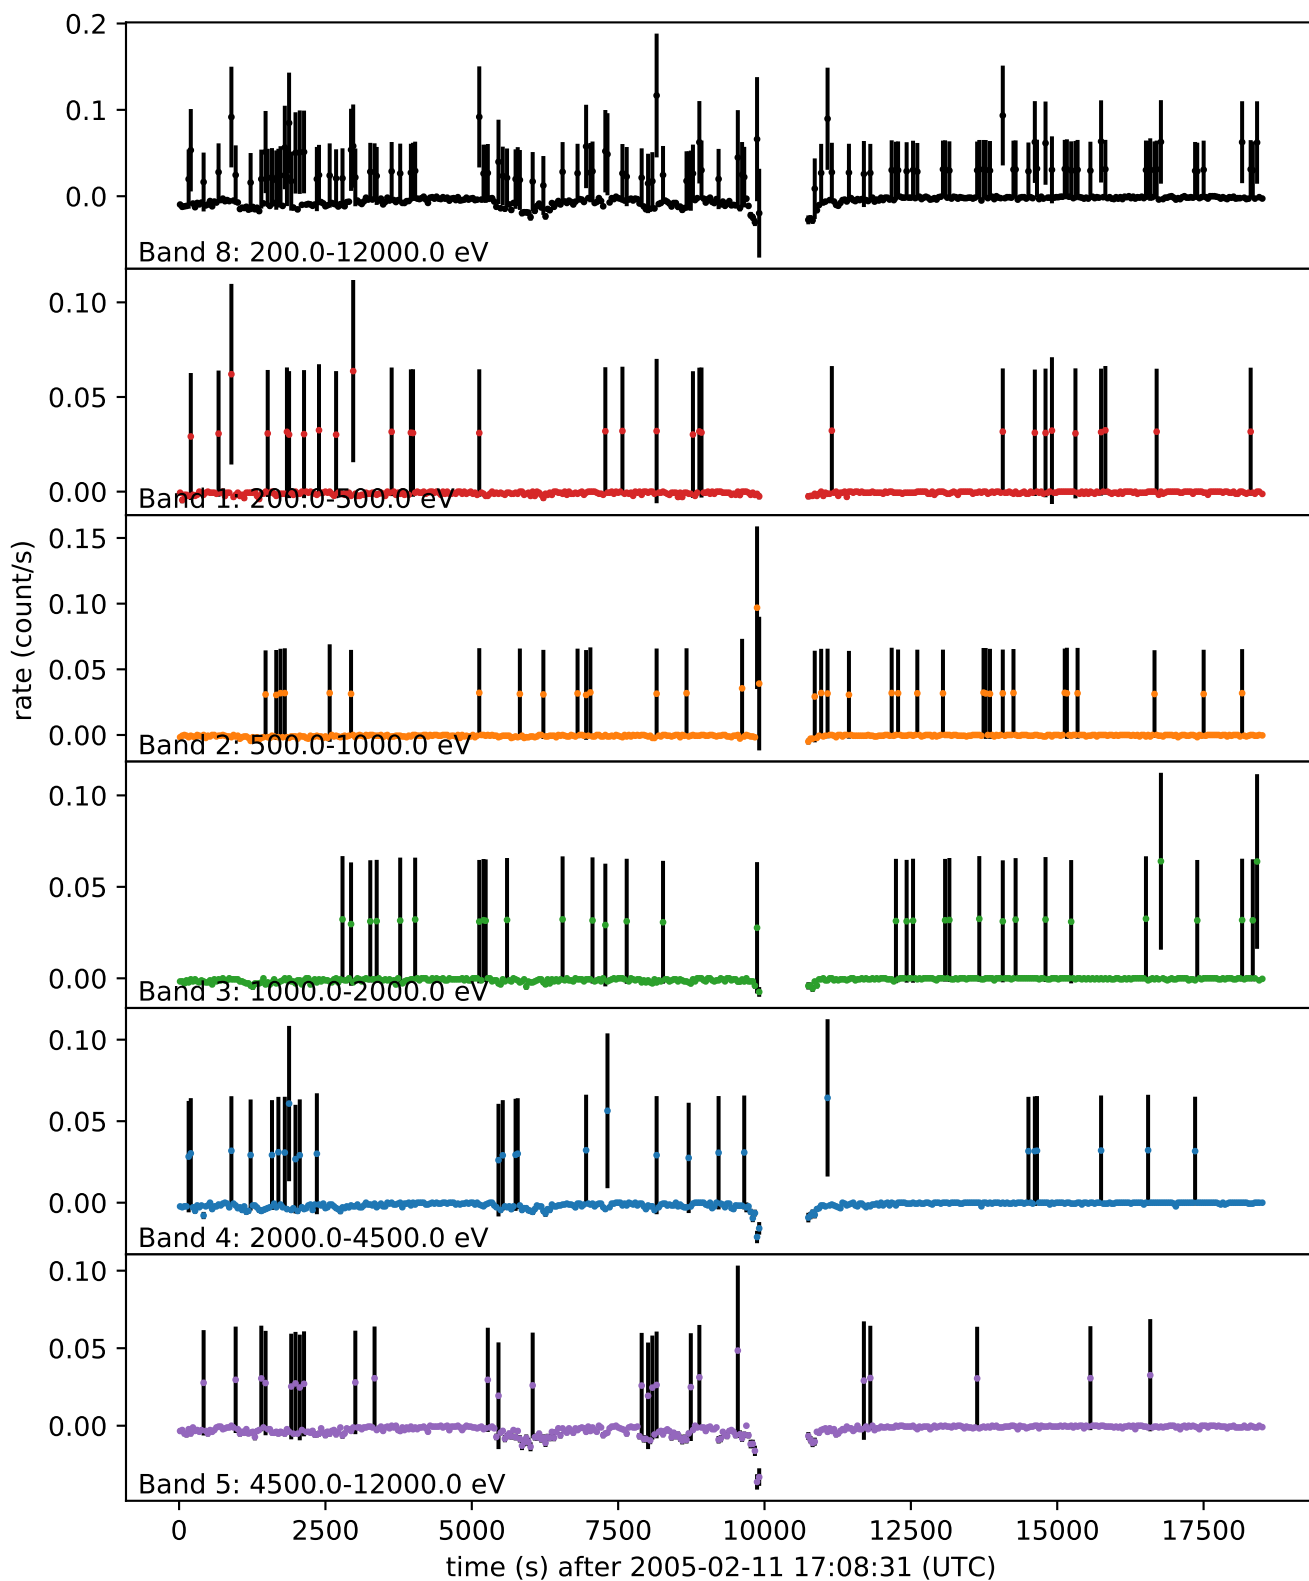 0.2
0.1
0.0
Band 8: 200.0-12000.0 eV
0.10
0.05
0.00
Band 1: 200.0-500.0 eV
rate (count/s)
0.15
0.10
0.05
0.00
Band 2: 500.0-1000.0 eV
0.10
0.05
0.00
Band 3: 1000.0-2000.0 eV
0.10
0.05
0.00
Band 4: 2000.0-4500.0 eV
0.10
0.05
0.00
Band 5: 4500.0-12000.0 eV
0 2500 5000 7500 10000 12500 15000 17500
time (s) after 2005-02-11 17:08:31 (UTC)